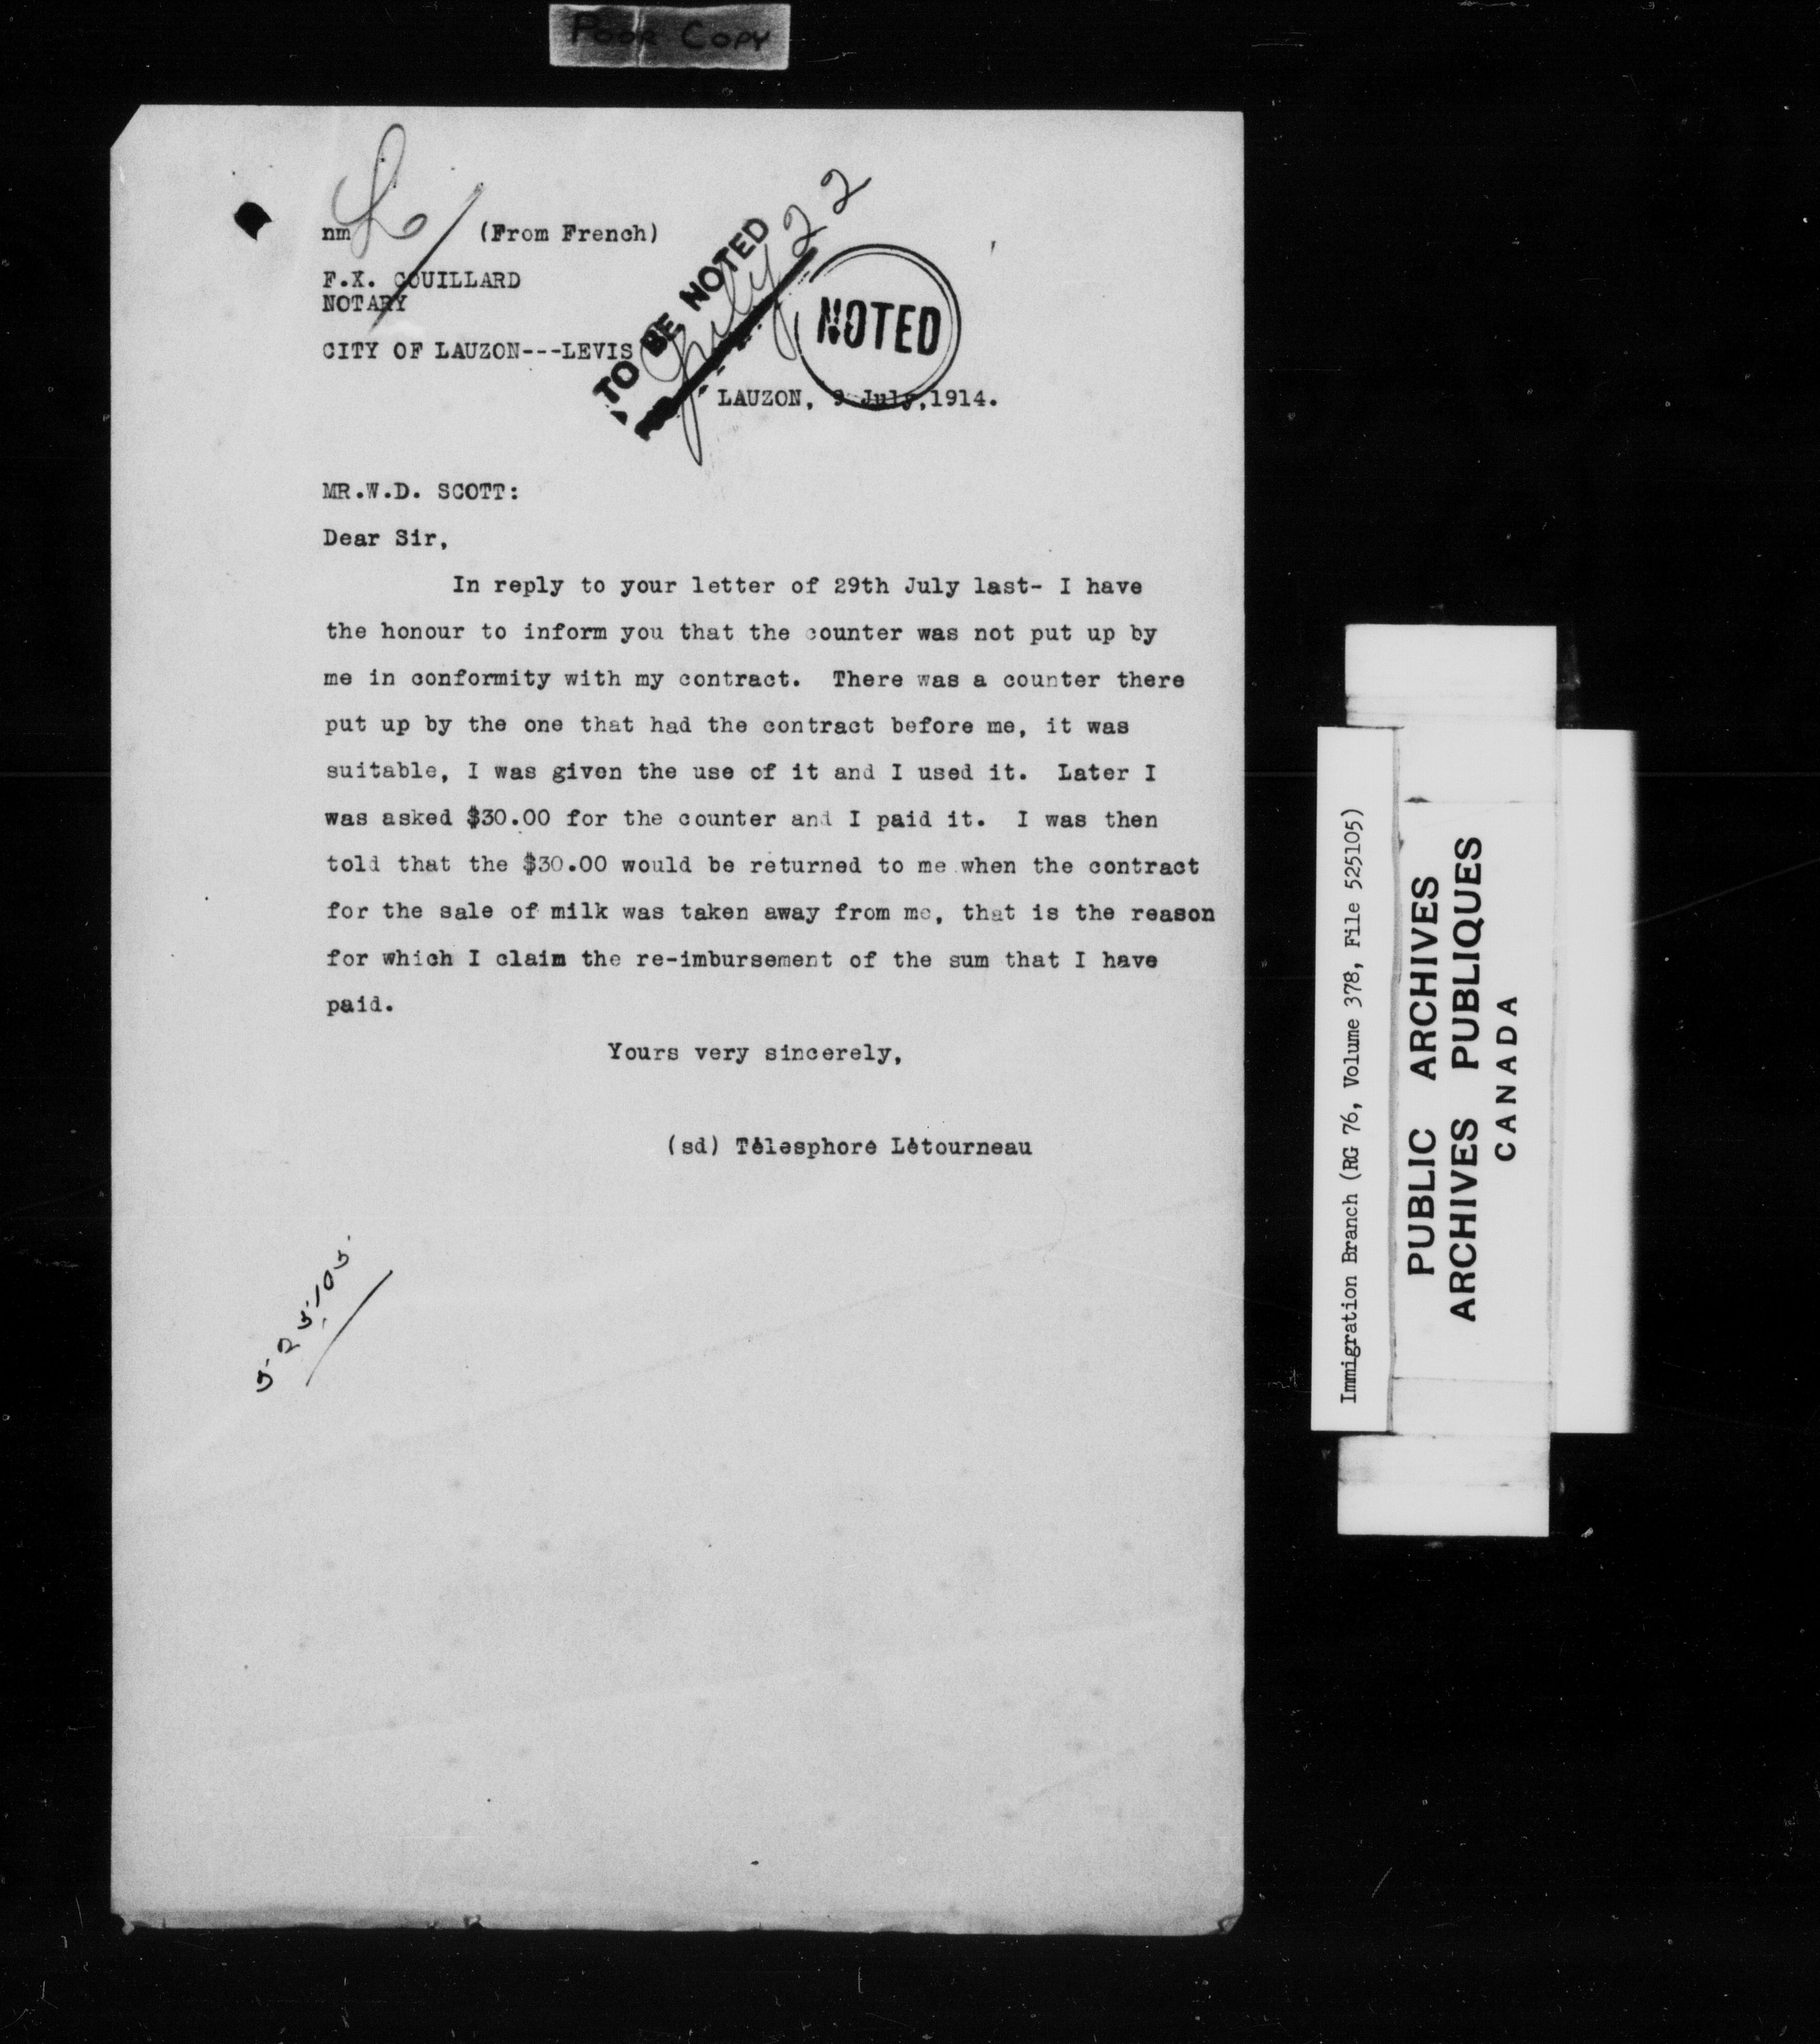 POOR COPY
nm (From French)
F.X. COUILLARD
NOTARY
CITY OF LAUZON---LEVIS
TO BE NOTED
July 22
NOTED
LAUZON, 9 July,1914.
MR.W.D. SCOTT:
Dear Sir,
In reply to your letter of 29th July last- I have
the honour to inform you that the counter was not put up by
me in conformity with my contract. There was a counter there
put up by the one that had the contract before me, it was
suitable, I was given the use of it and I used it. Later I
was asked $30.00 for the counter and I paid it. I was then
told that the $30.00 would be returned to me when the contract
for the sale of milk was taken away from me, that is the reason
for which I claim the re-imbursement of the sum that I have
paid.
Yours very sincerely,
(sd) Télesphore Létourneau
525105
Immigration Branch (RG 76, Volume 378, File 525105)
PUBLIC ARCHIVES
ARCHIVES PUBLIQUES
CANADA